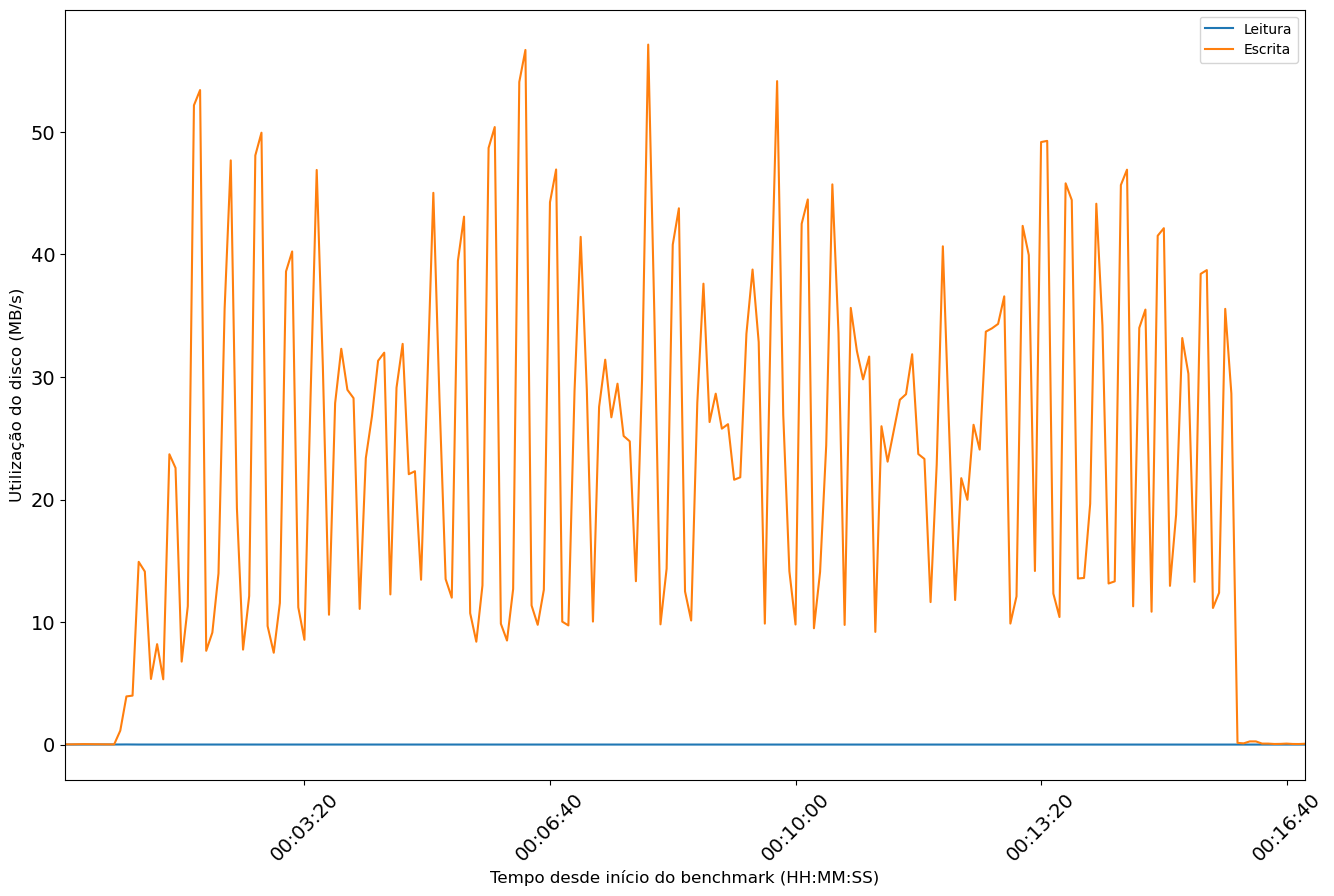 Leitura
Escrita
50
40
30
20
10
0
Utilização do disco (MB/s)
00:03:20
00:06:40
00:10:00
00:13:20
00:16:40
Tempo desde início do benchmark (HH:MM:SS)